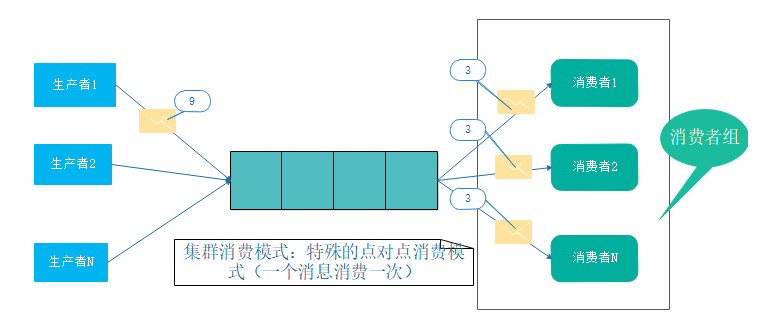 生产者1
9
3
消费者1
消费者组
生产者2
3
消费者2
3
生产者N
集群消费模式：特殊的点对点消费模
式（一个消息消费一次）
消费者N